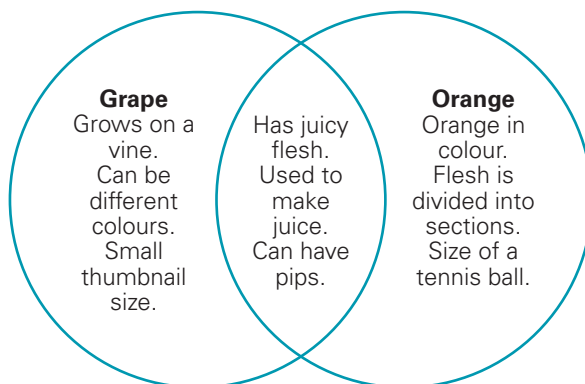 Grape
Grows on a
vine.
Can be
different
colours.
Small
thumbnail
size.
Has juicy
flesh.
Used to
make
juice.
Can have
pips.
Orange
Orange in
colour.
Flesh is
divided into
sections.
Size of a
tennis ball.